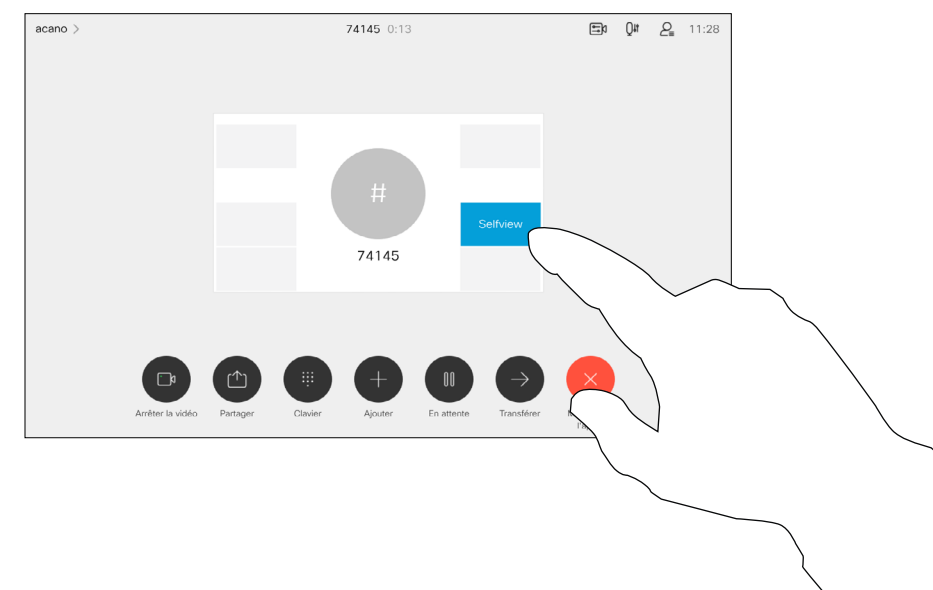 acano >
74145 0:13
11:28
Selfview
#
74145
Arrêter la vidéo
Partager
Clavier
Ajouter
En attente
Transférer